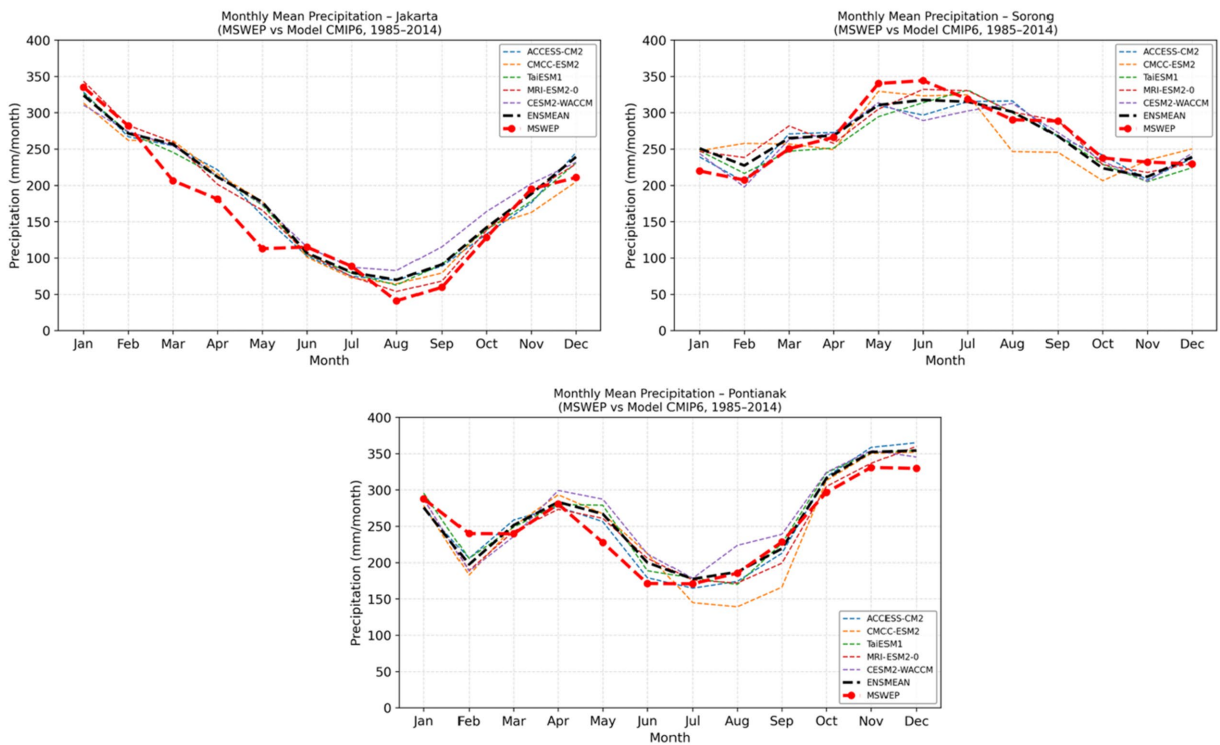 Monthly Mean Precipitation – Jakarta
(MSWEP vs Model CMIP6, 1985–2014)
Precipitation (mm/month)
400
350
300
250
200
150
100
50
0
Jan Feb Mar Apr May Jun Jul Aug Sep Oct Nov Dec
Month
ACCESS-CM2
CMCC-ESM2
TaiESM1
MRI-ESM2-0
CESM2-WACCM
ENSMEAN
MSWEP
Monthly Mean Precipitation – Sorong
(MSWEP vs Model CMIP6, 1985–2014)
Precipitation (mm/month)
400
350
300
250
200
150
100
50
0
Jan Feb Mar Apr May Jun Jul Aug Sep Oct Nov Dec
Month
ACCESS-CM2
CMCC-ESM2
TaiESM1
MRI-ESM2-0
CESM2-WACCM
ENSMEAN
MSWEP
Monthly Mean Precipitation – Pontianak
(MSWEP vs Model CMIP6, 1985–2014)
Precipitation (mm/month)
400
350
300
250
200
150
100
50
0
Jan Feb Mar Apr May Jun Jul Aug Sep Oct Nov Dec
Month
ACCESS-CM2
CMCC-ESM2
TaiESM1
MRI-ESM2-0
CESM2-WACCM
ENSMEAN
MSWEP